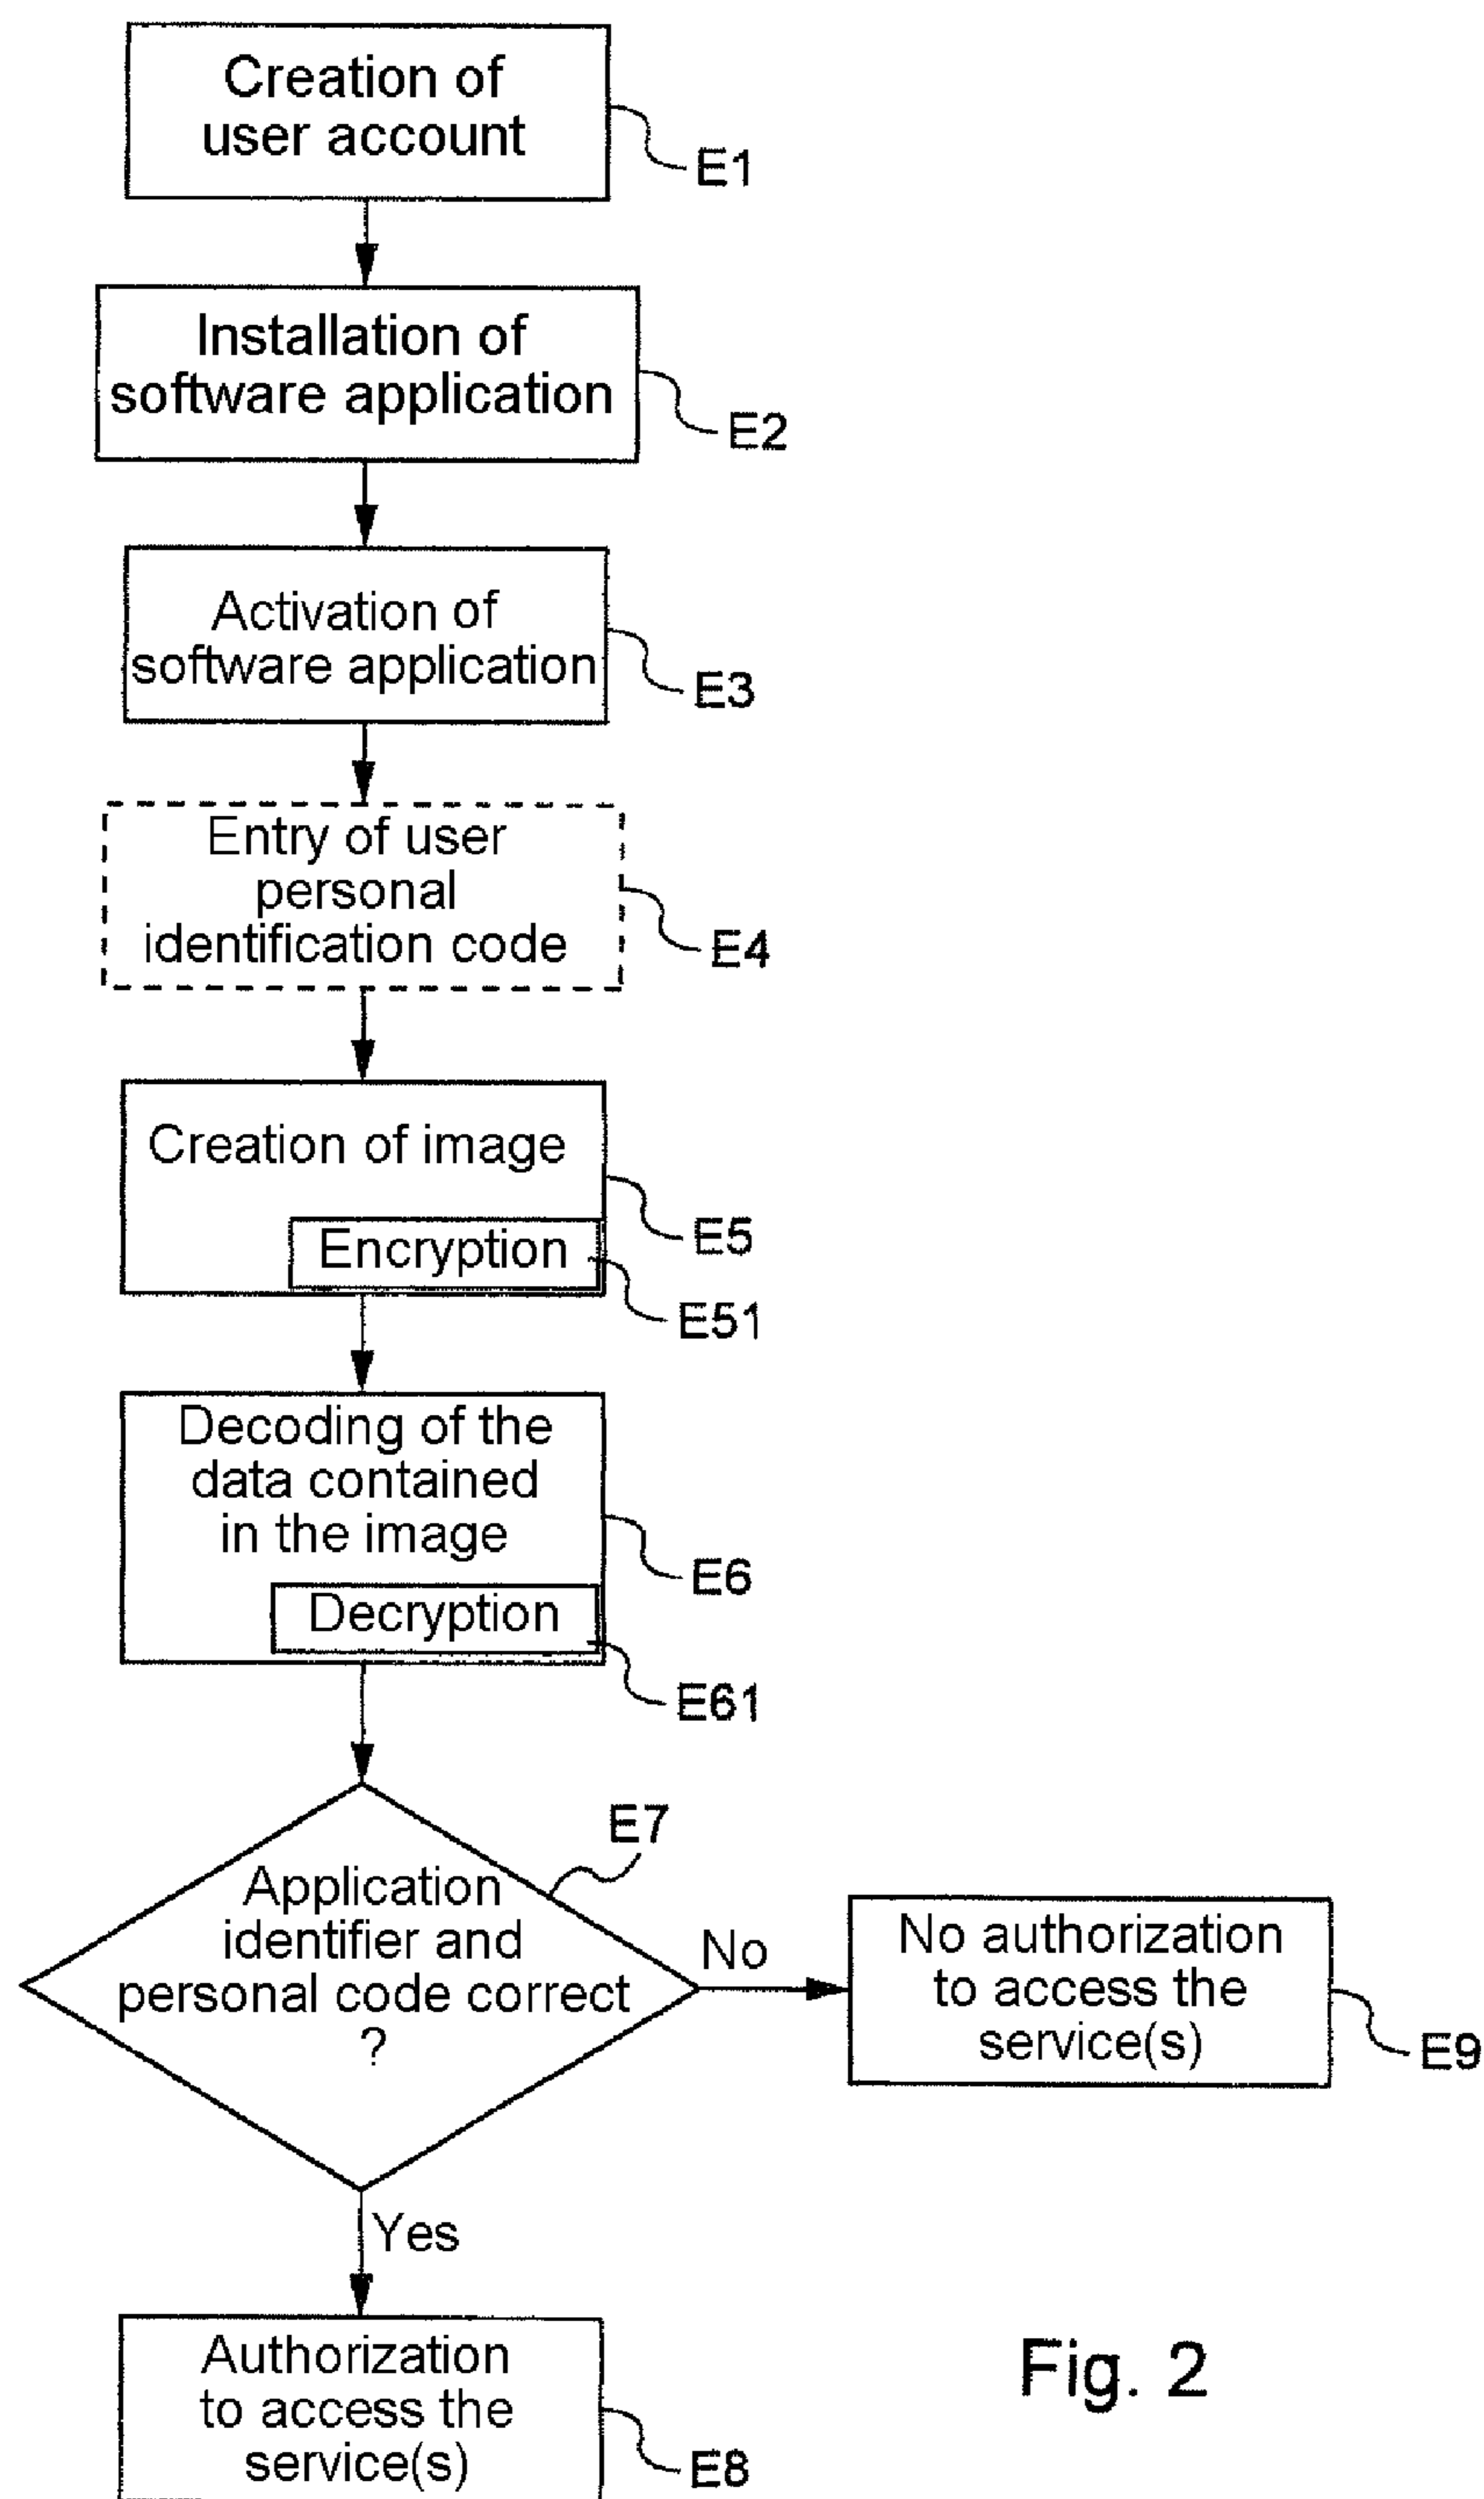 Creation of
user account
E1
Installation of
software application
E2
Activation of
software application
E3
Entry of user
personal
identification code
E4
Creation of image
E5
Encryption
E51
Decoding of the
data contained
in the image
E6
Decryption
E61
E7
Application
identifier and
personal code correct
?
No
No authorization
to access the
service(s)
E9
Yes
Authorization
to access the
service(s)
E8
Fig. 2